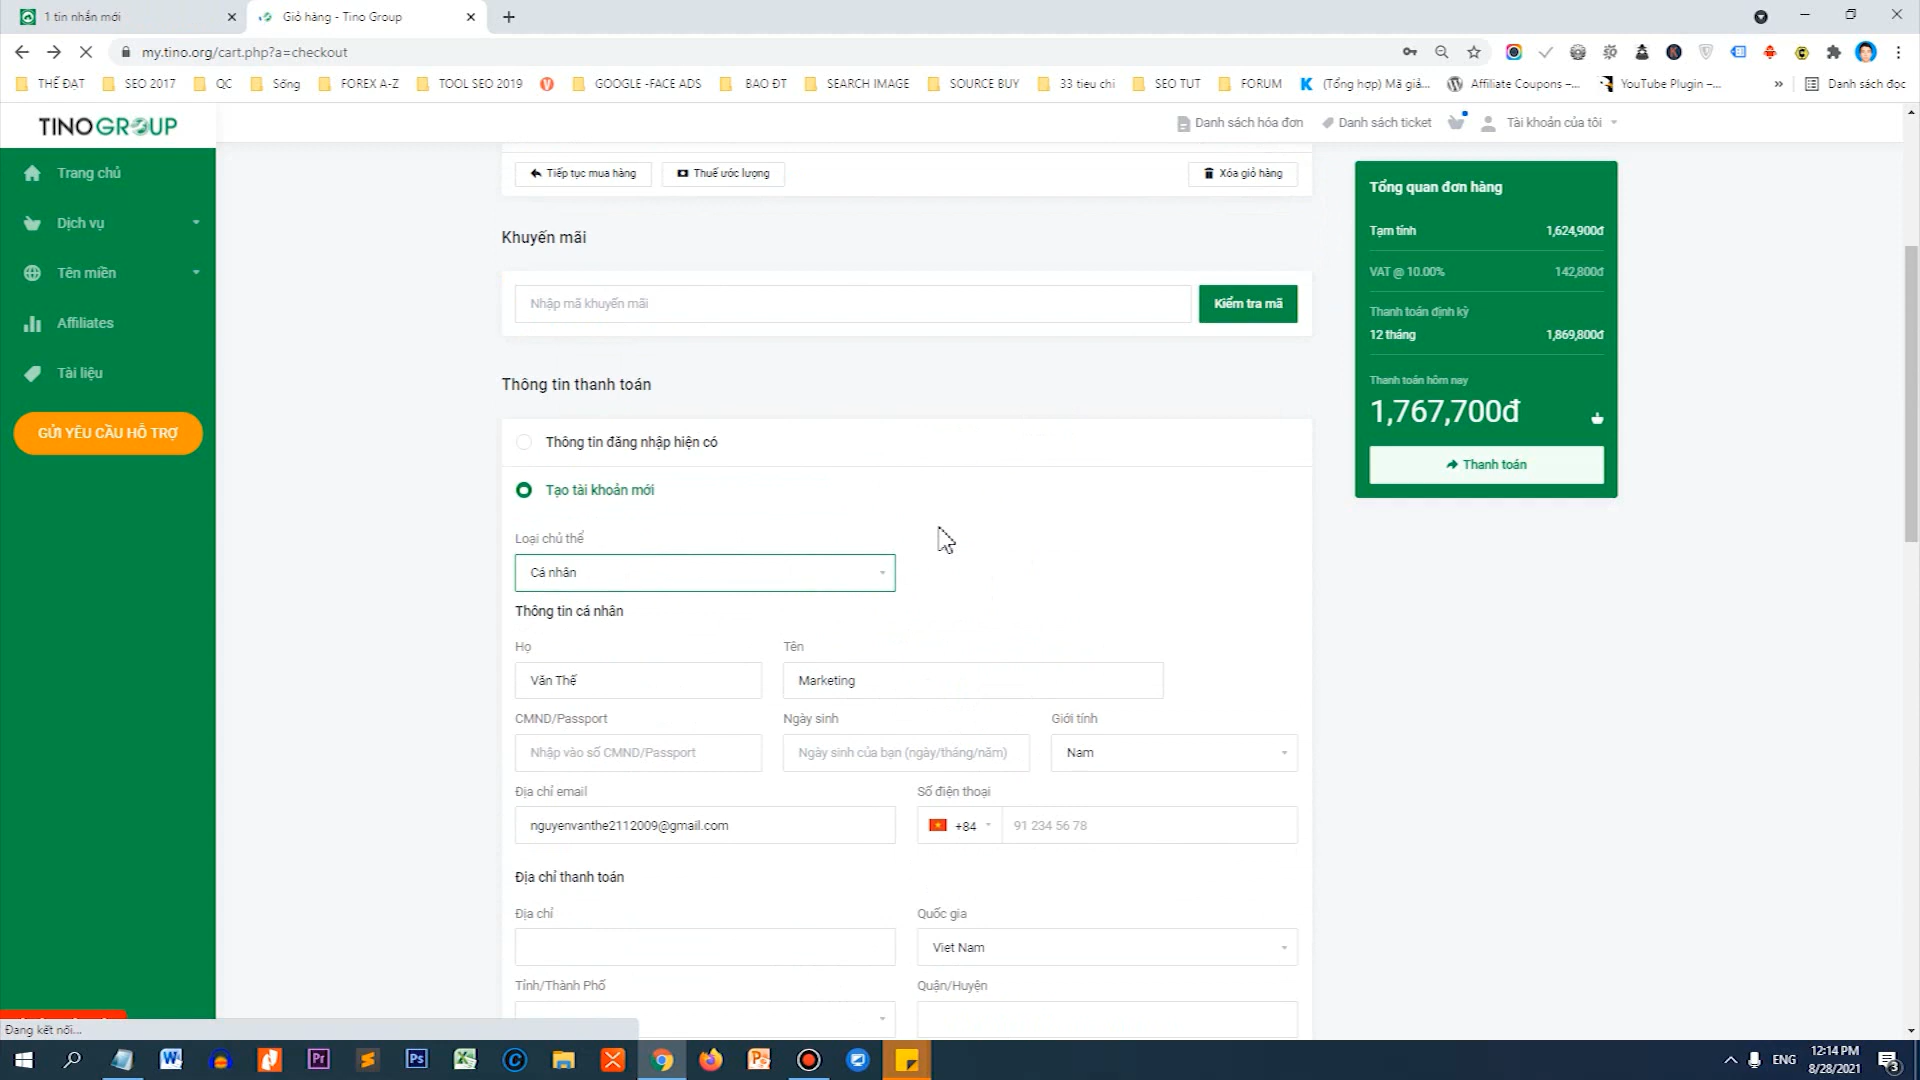 1 tin nhắn mới
Giỏ hàng - Tino Group
my.tino.org/cart.php?a=checkout
THẾ ĐẠT
SEO 2017
QC
Sống
FOREX A-Z
TOOL SEO 2019
GOOGLE -FACE ADS
BAO ĐT
SEARCH IMAGE
SOURCE BUY
33 tieu chi
SEO TUT
FORUM
(Tổng hợp) Mã giả...
Affiliate Coupons –...
YouTube Plugin –...
»
Danh sách đọc
TINOGROUP
Danh sách hóa đơn
Danh sách ticket
Tài khoản của tôi
Trang chủ
Dịch vụ
Tên miền
Affiliates
Tài liệu
GỬI YÊU CẦU HỖ TRỢ
Tiếp tục mua hàng
Thuế ước lượng
Xóa giỏ hàng
Khuyến mãi
Nhập mã khuyến mãi
Kiểm tra mã
Thông tin thanh toán
Thông tin đăng nhập hiện có
Tạo tài khoản mới
Loại chủ thể
Cá nhân
Thông tin cá nhân
Họ
Tên
Văn Thế
Marketing
CMND/Passport
Ngày sinh
Giới tính
Nhập vào số CMND/Passport
Ngày sinh của bạn (ngày/tháng/năm)
Nam
Địa chỉ email
Số điện thoại
nguyenvanthe2112009@gmail.com
+84
91 234 56 78
Địa chỉ thanh toán
Địa chỉ
Quốc gia
Viet Nam
Tỉnh/Thành Phố
Quận/Huyện
Tổng quan đơn hàng
Tạm tính
1,624,900đ
VAT @ 10.00%
142,800đ
Thanh toán định kỳ
12 tháng
1,869,800đ
Thanh toán hôm nay
1,767,700đ
Thanh toán
Đang kết nối...
ENG
12:14 PM
8/28/2021
3